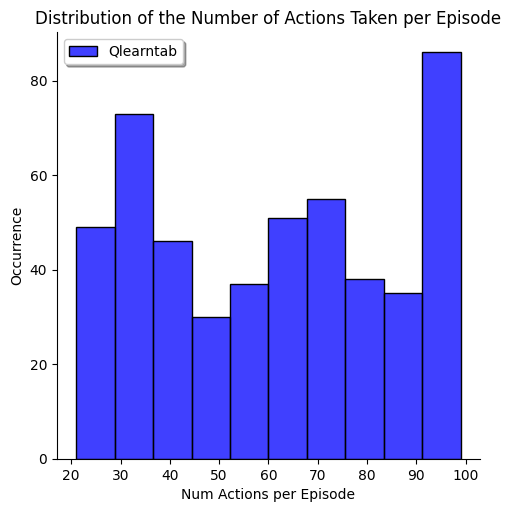 Distribution of the Number of Actions Taken per Episode
Qlearntab
80
60
40
20
0
Occurrence
20 30 40 50 60 70 80 90 100
Num Actions per Episode